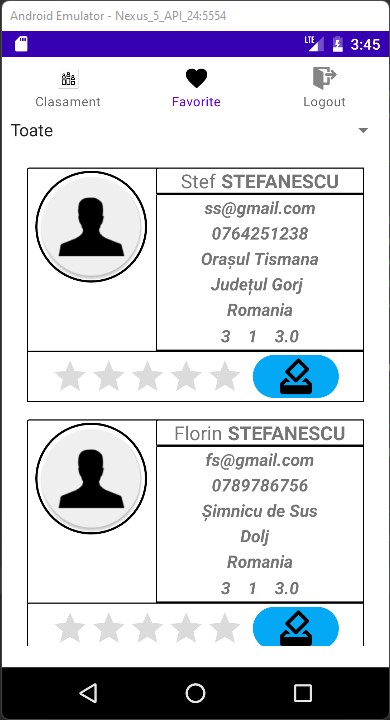 Android Emulator - Nexus_5_API_24:5554
LTE 3:45
Clasament Favorite Logout
Toate
Stef STEFANESCU
ss@gmail.com
0764251238
Orașul Tismana
Județul Gorj
Romania
3 1 3.0
Florin STEFANESCU
fs@gmail.com
0789786756
Șimnicu de Sus
Dolj
Romania
3 1 3.0